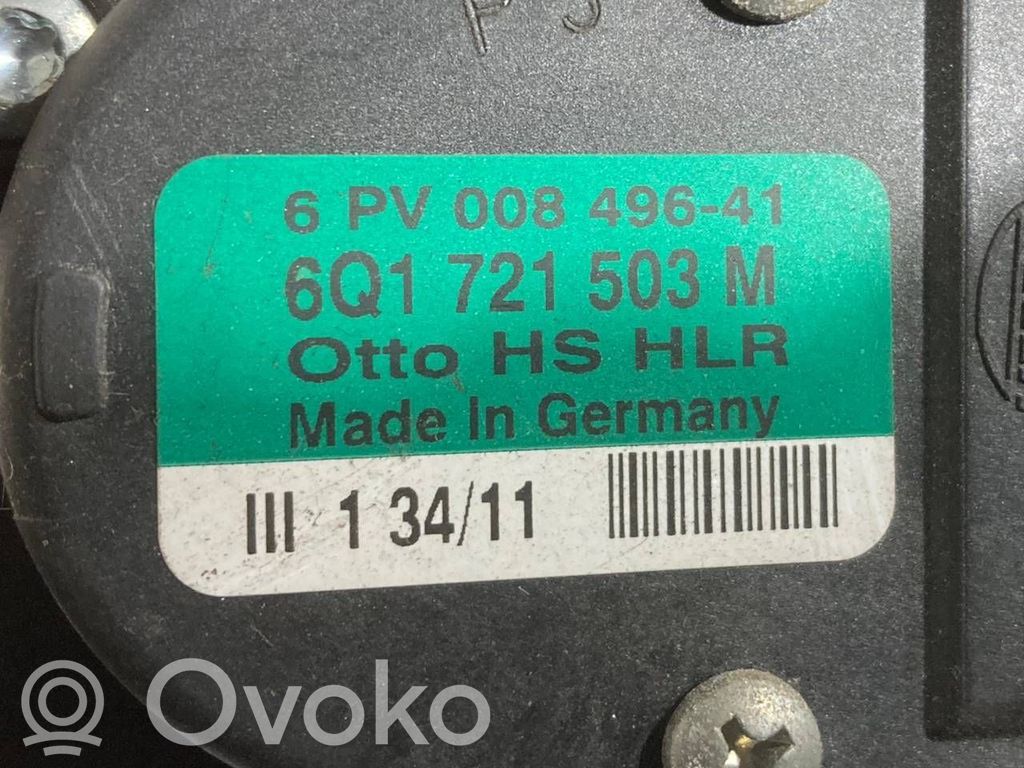 P J
6 PV 008 496-41
6Q1 721 503 M
Otto HS HLR
Made In Germany
III 1 34/11
Ovoko